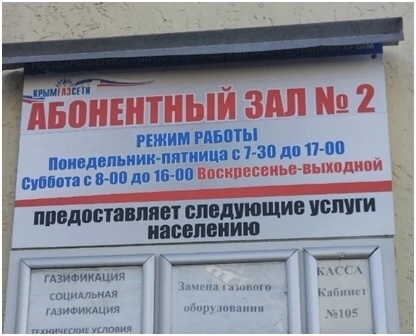 КРЫМГАЗСЕТИ
АБОНЕНТНЫЙ ЗАЛ № 2
РЕЖИМ РАБОТЫ
Понедельник-пятница с 7-30 до 17-00
Суббота с 8-00 до 16-00 Воскресенье-выходной
предоставляет следующие услуги
населению
ГАЗИФИКАЦИЯ
СОЦИАЛЬНАЯ
ГАЗИФИКАЦИЯ
ТЕХНИЧЕСКИЕ УСЛОВИЯ
Замена газового
оборудования
КАССА
Кабинет
№105